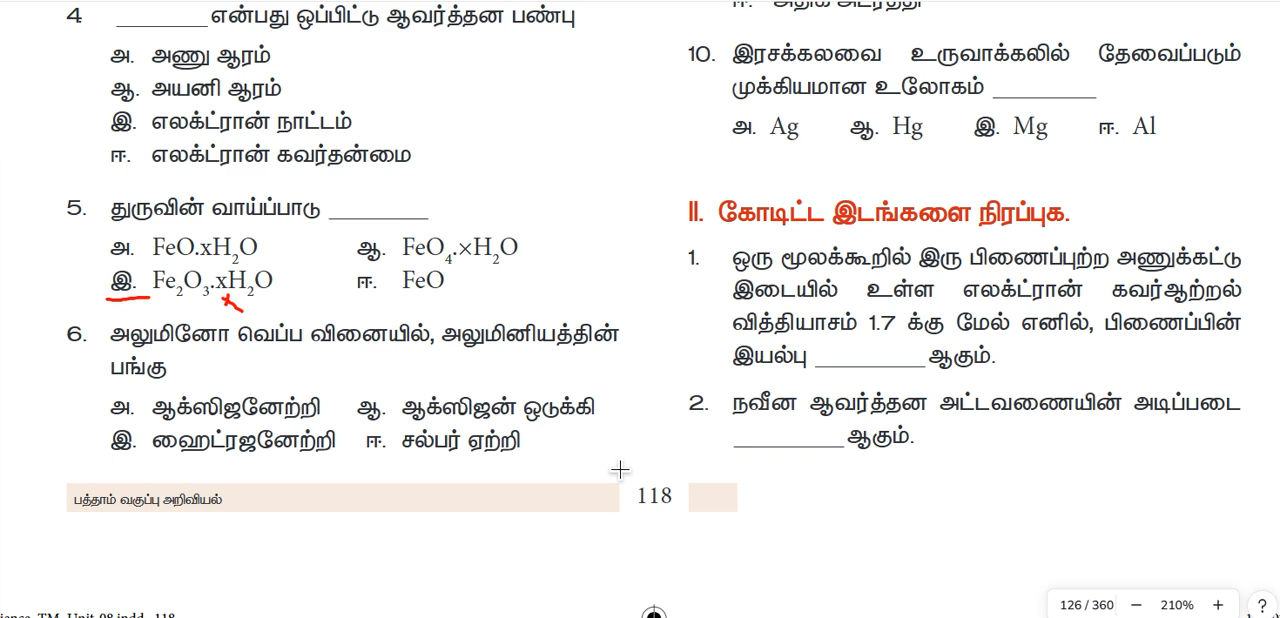 4 ________ என்பது ஒப்பிட்டு ஆவர்த்தன பண்பு
அ. அணு ஆரம்
ஆ. அயனி ஆரம்
இ. எலக்ட்ரான் நாட்டம்
ஈ. எலக்ட்ரான் கவர்தன்மை
5. துருவின் வாய்ப்பாடு _________
அ. FeO.xH₂O ஆ. FeO₄.×H₂O
இ. Fe₂O₃.xH₂O ஈ. FeO
6. அலுமினோ வெப்ப வினையில், அலுமினியத்தின்
பங்கு
அ. ஆக்ஸிஜனேற்றி ஆ. ஆக்ஸிஜன் ஒடுக்கி
இ. ஹைட்ரஜனேற்றி ஈ. சல்பர் ஏற்றி
பத்தாம் வகுப்பு அறிவியல்
118
10. இரசக்கலவை உருவாக்கலில் தேவைப்படும்
முக்கியமான உலோகம் _________
அ. Ag ஆ. Hg இ. Mg ஈ. Al
II. கோடிட்ட இடங்களை நிரப்புக.
1. ஒரு மூலக்கூறில் இரு பிணைப்புற்ற அணுக்கட்டு
இடையில் உள்ள எலக்ட்ரான் கவர்ஆற்றல்
வித்தியாசம் 1.7 க்கு மேல் எனில், பிணைப்பின்
இயல்பு __________ ஆகும்.
2. நவீன ஆவர்த்தன அட்டவணையின் அடிப்படை
__________ ஆகும்.
126 / 360 − 210% + ?